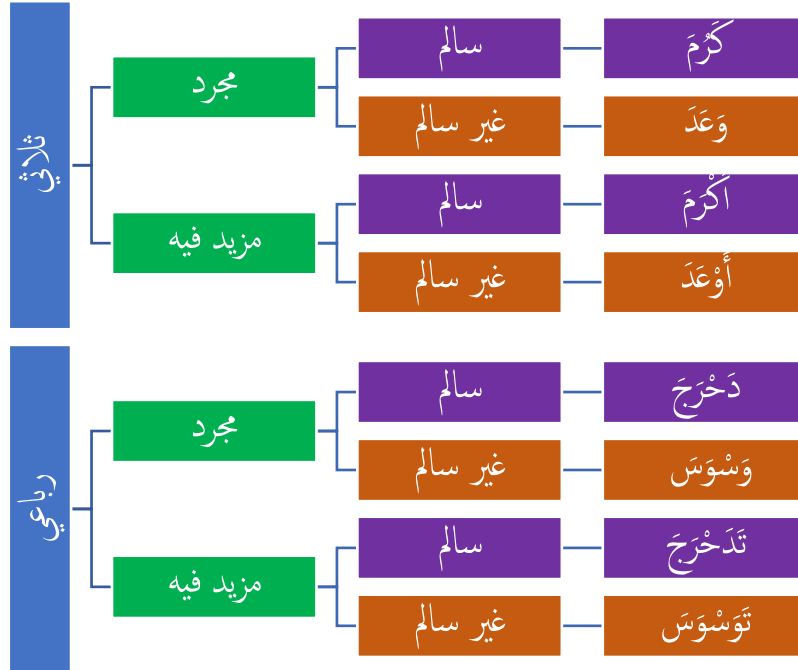 ثلاثي
مجرد
سالم
كَرُمَ
غير سالم
وَعَدَ
مزيد فيه
سالم
أَكْرَمَ
غير سالم
أَوْعَدَ
رباعي
مجرد
سالم
دَحْرَجَ
غير سالم
وَسْوَسَ
مزيد فيه
سالم
تَدَحْرَجَ
غير سالم
تَوَسْوَسَ